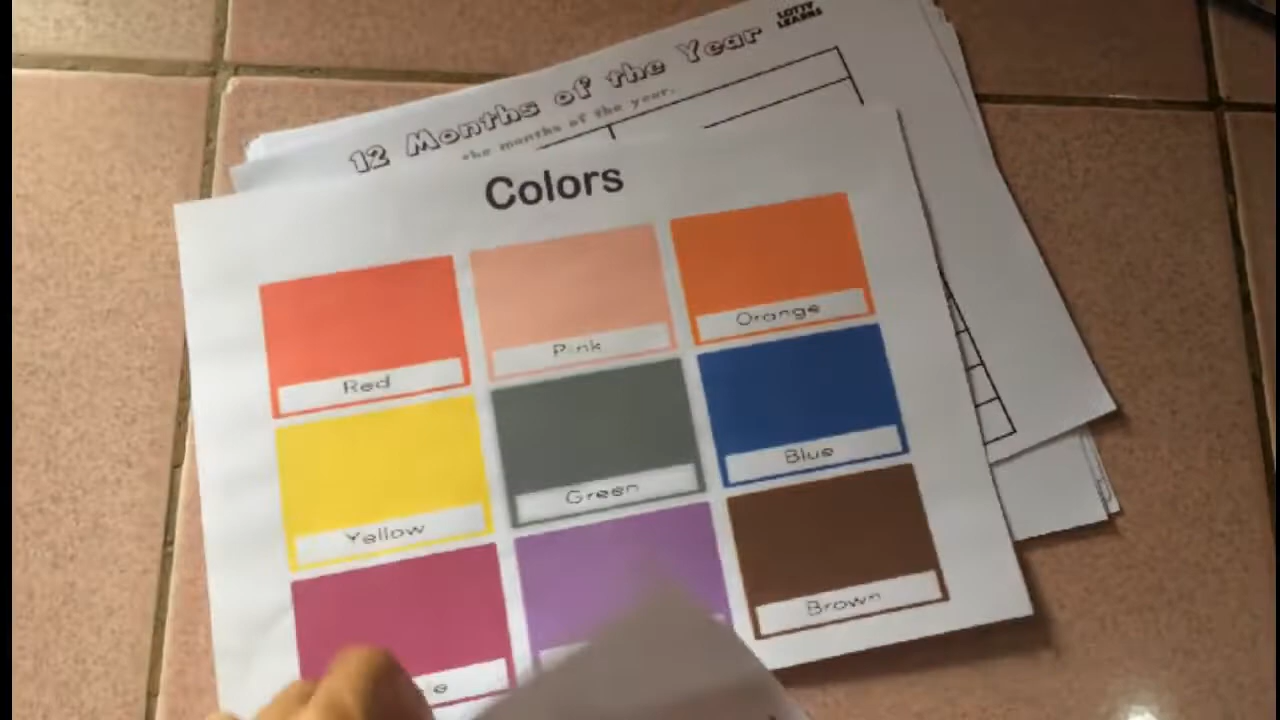 LOTTY
LEARNS
12 Months of the Year
the months of the year.
Colors
Red
Pink
Orange
Yellow
Green
Blue
Brown